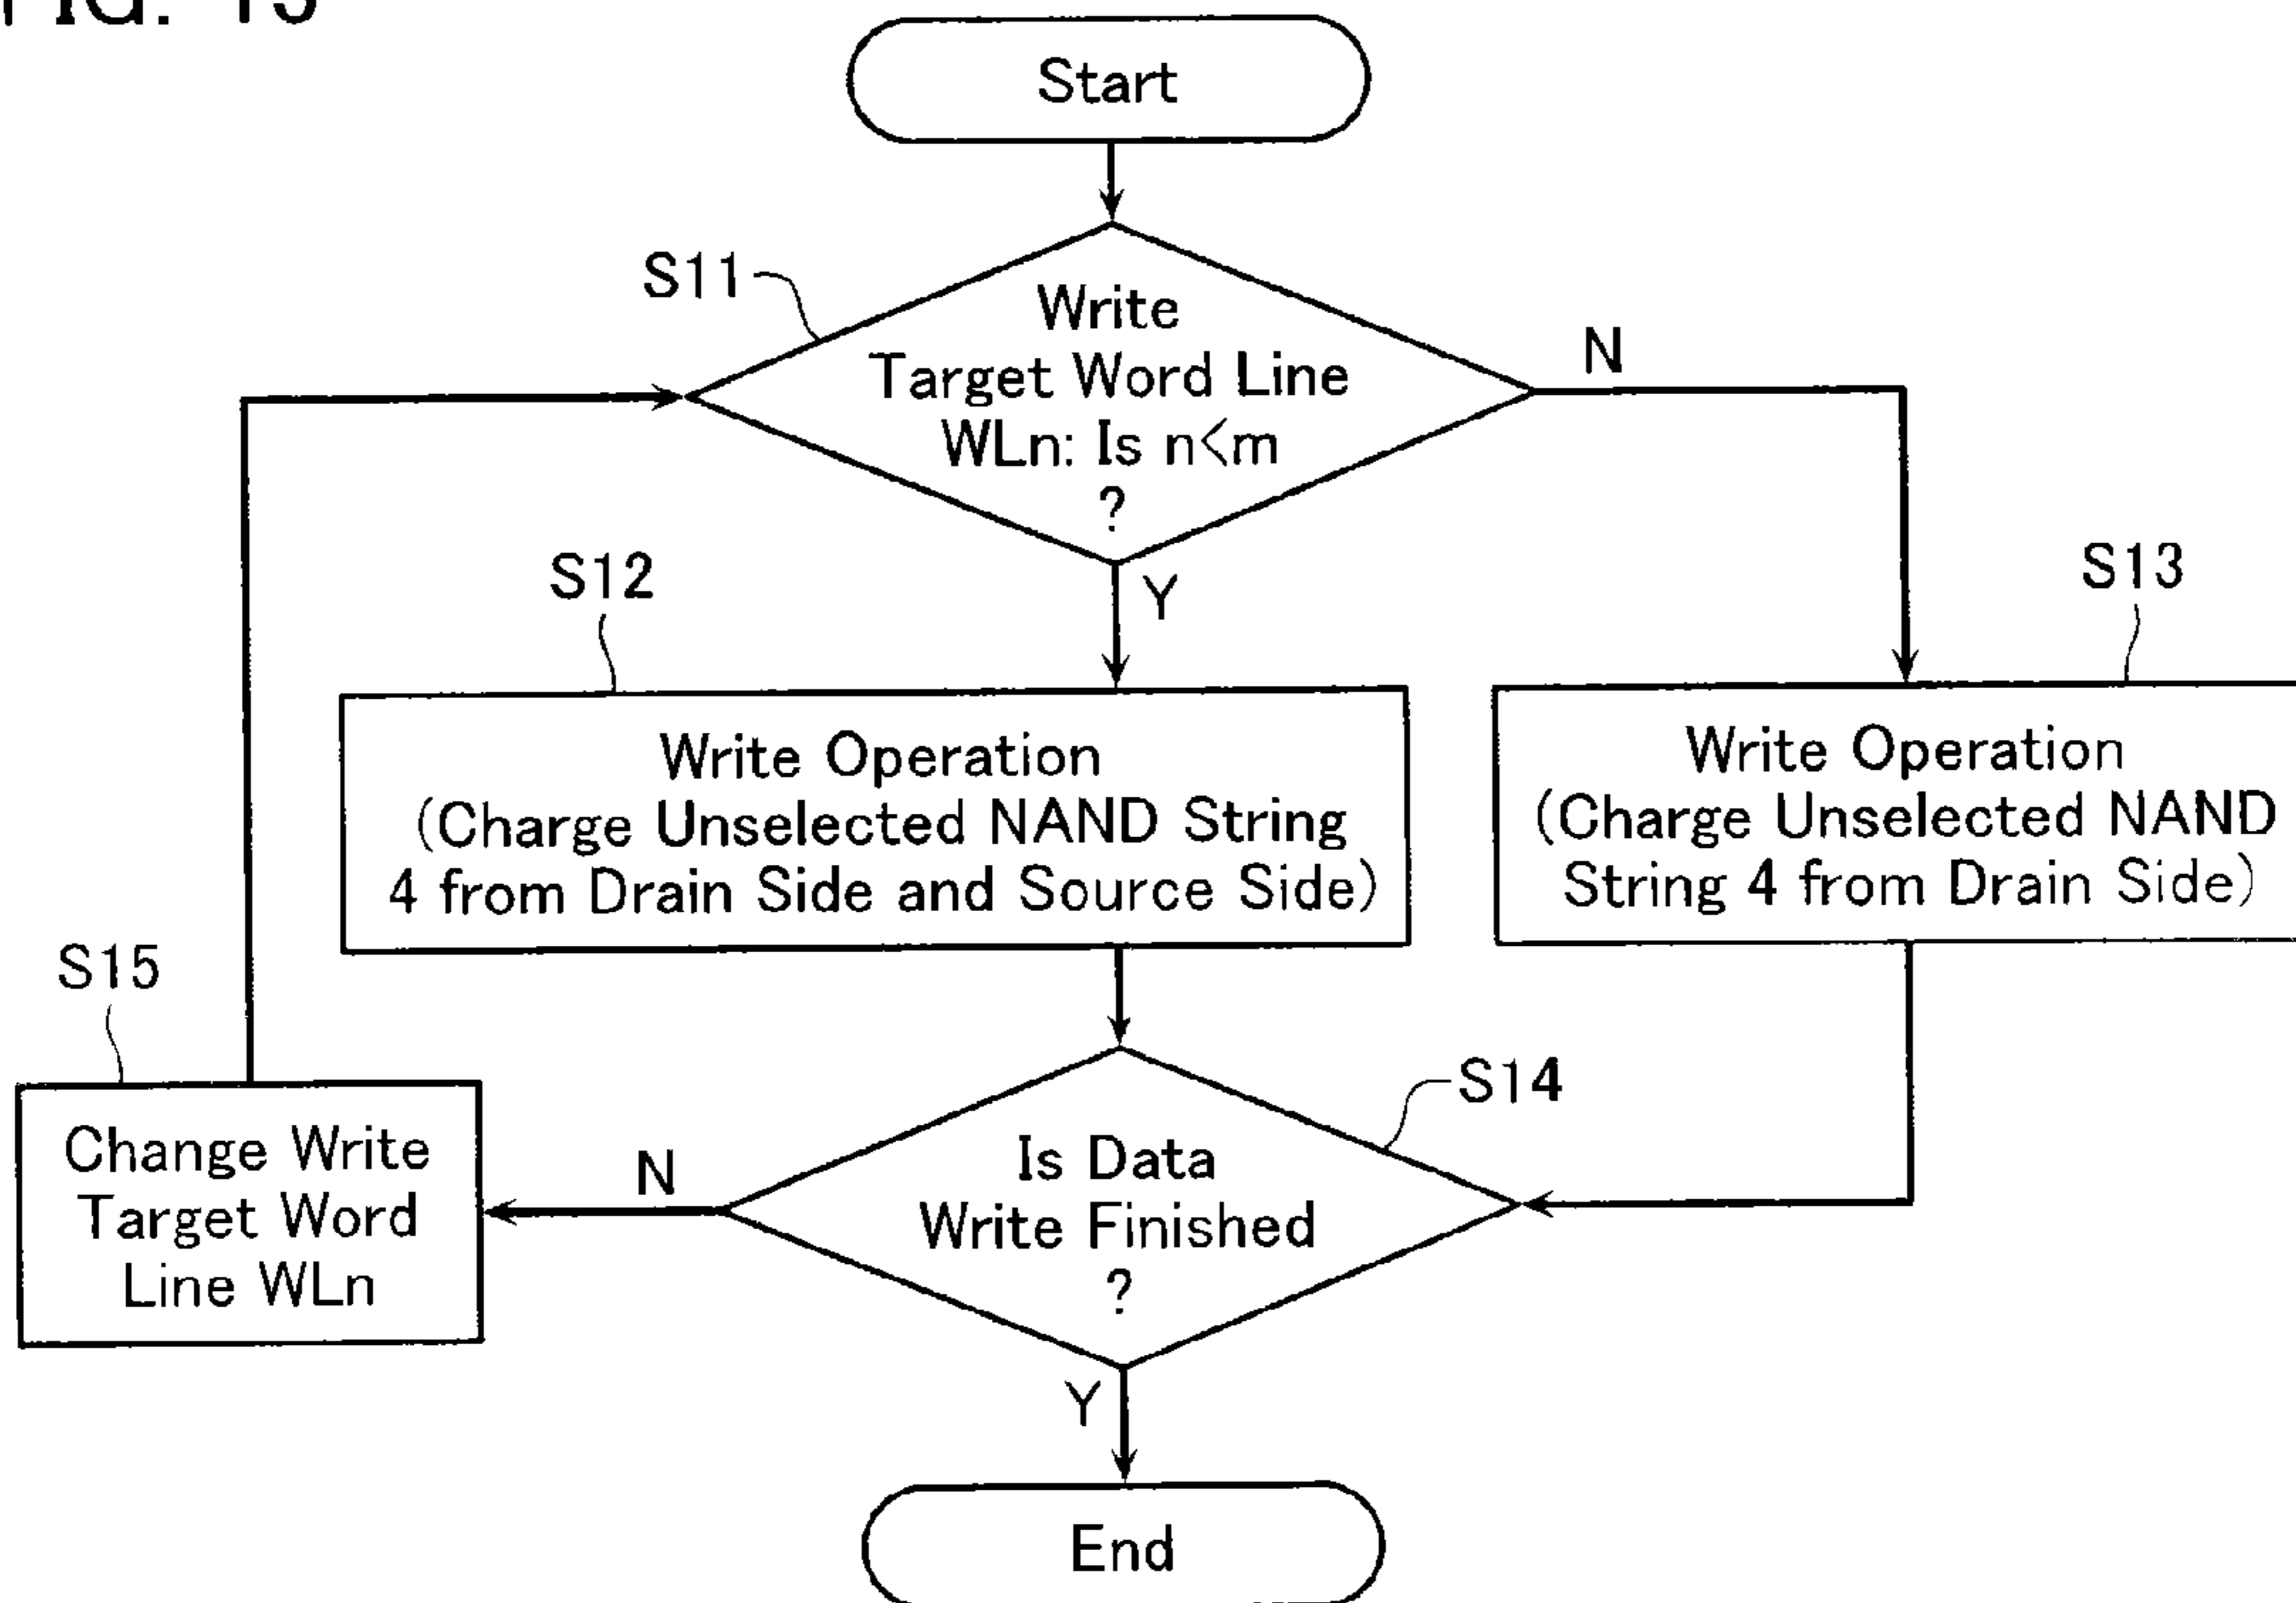 FIG. 13
Start
S11
Write
Target Word Line
WLn: Is n<m
?
N
Y
S12
Write Operation
(Charge Unselected NAND String
4 from Drain Side and Source Side)
S13
Write Operation
(Charge Unselected NAND
String 4 from Drain Side)
S14
Is Data
Write Finished
?
N
Y
S15
Change Write
Target Word
Line WLn
End